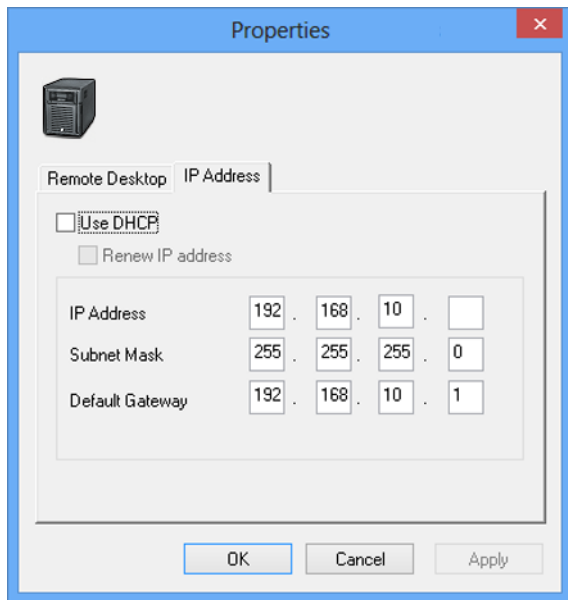 Properties
Remote Desktop IP Address
Use DHCP
Renew IP address
IP Address 192 . 168 . 10 .
Subnet Mask 255 . 255 . 255 . 0
Default Gateway 192 . 168 . 10 . 1
OK Cancel Apply